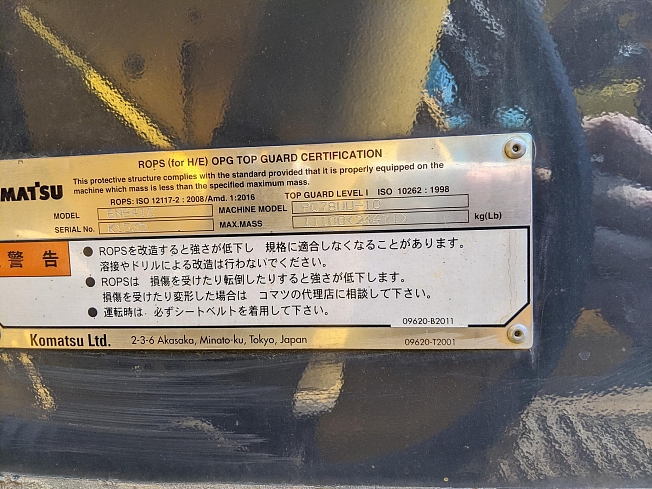 ROPS (for H/E) OPG TOP GUARD CERTIFICATION
This protective structure complies with the standard provided that it is properly equipped on the
machine which mass is less than the specified maximum mass.
OMATSU
ROPS: ISO 12117-2 : 2008/Amd. 1:2016 TOP GUARD LEVEL I ISO 10262 : 1998
MODEL MACHINE MODEL PC78UU-10
SERIAL No. MAX.MASS kg(Lb)
警告
● ROPSを改造すると強さが低下し 規格に適合しなくなることがあります。
溶接やドリルによる改造は行わないでください。
● ROPSは 損傷を受けたり転倒したりすると強さが低下します。
損傷を受けたり変形した場合は コマツの代理店に相談して下さい。
● 運転時は 必ずシートベルトを着用して下さい。
09620-B2011
Komatsu Ltd. 2-3-6 Akasaka, Minato-ku, Tokyo, Japan 09620-T2001